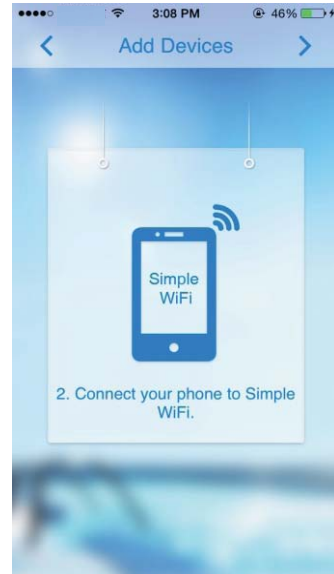 3:08 PM
46%
Add Devices
Simple
WiFi
2. Connect your phone to Simple
WiFi.